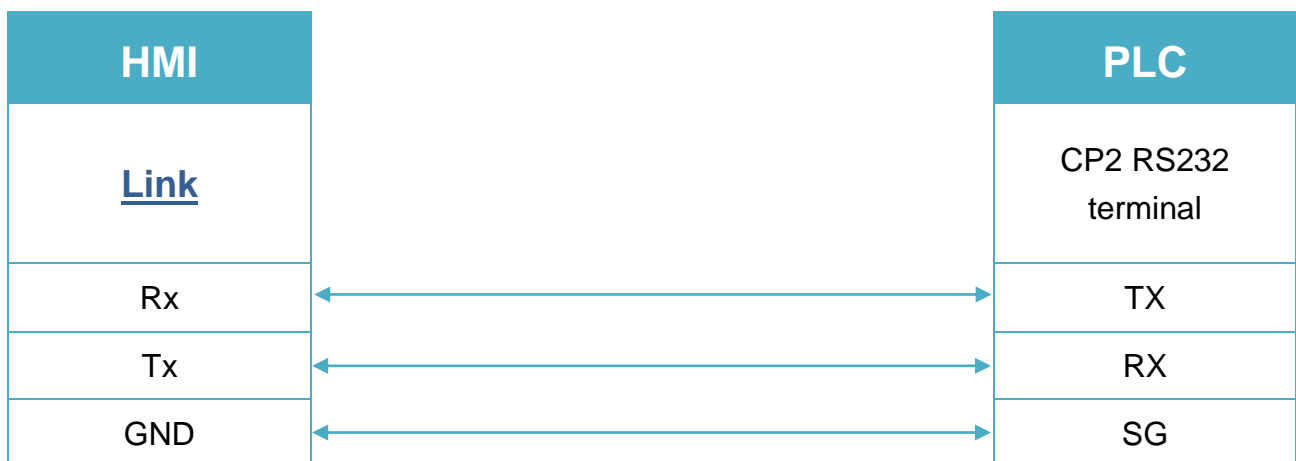 HMI
PLC
Link
CP2 RS232
terminal
Rx
TX
Tx
RX
GND
SG